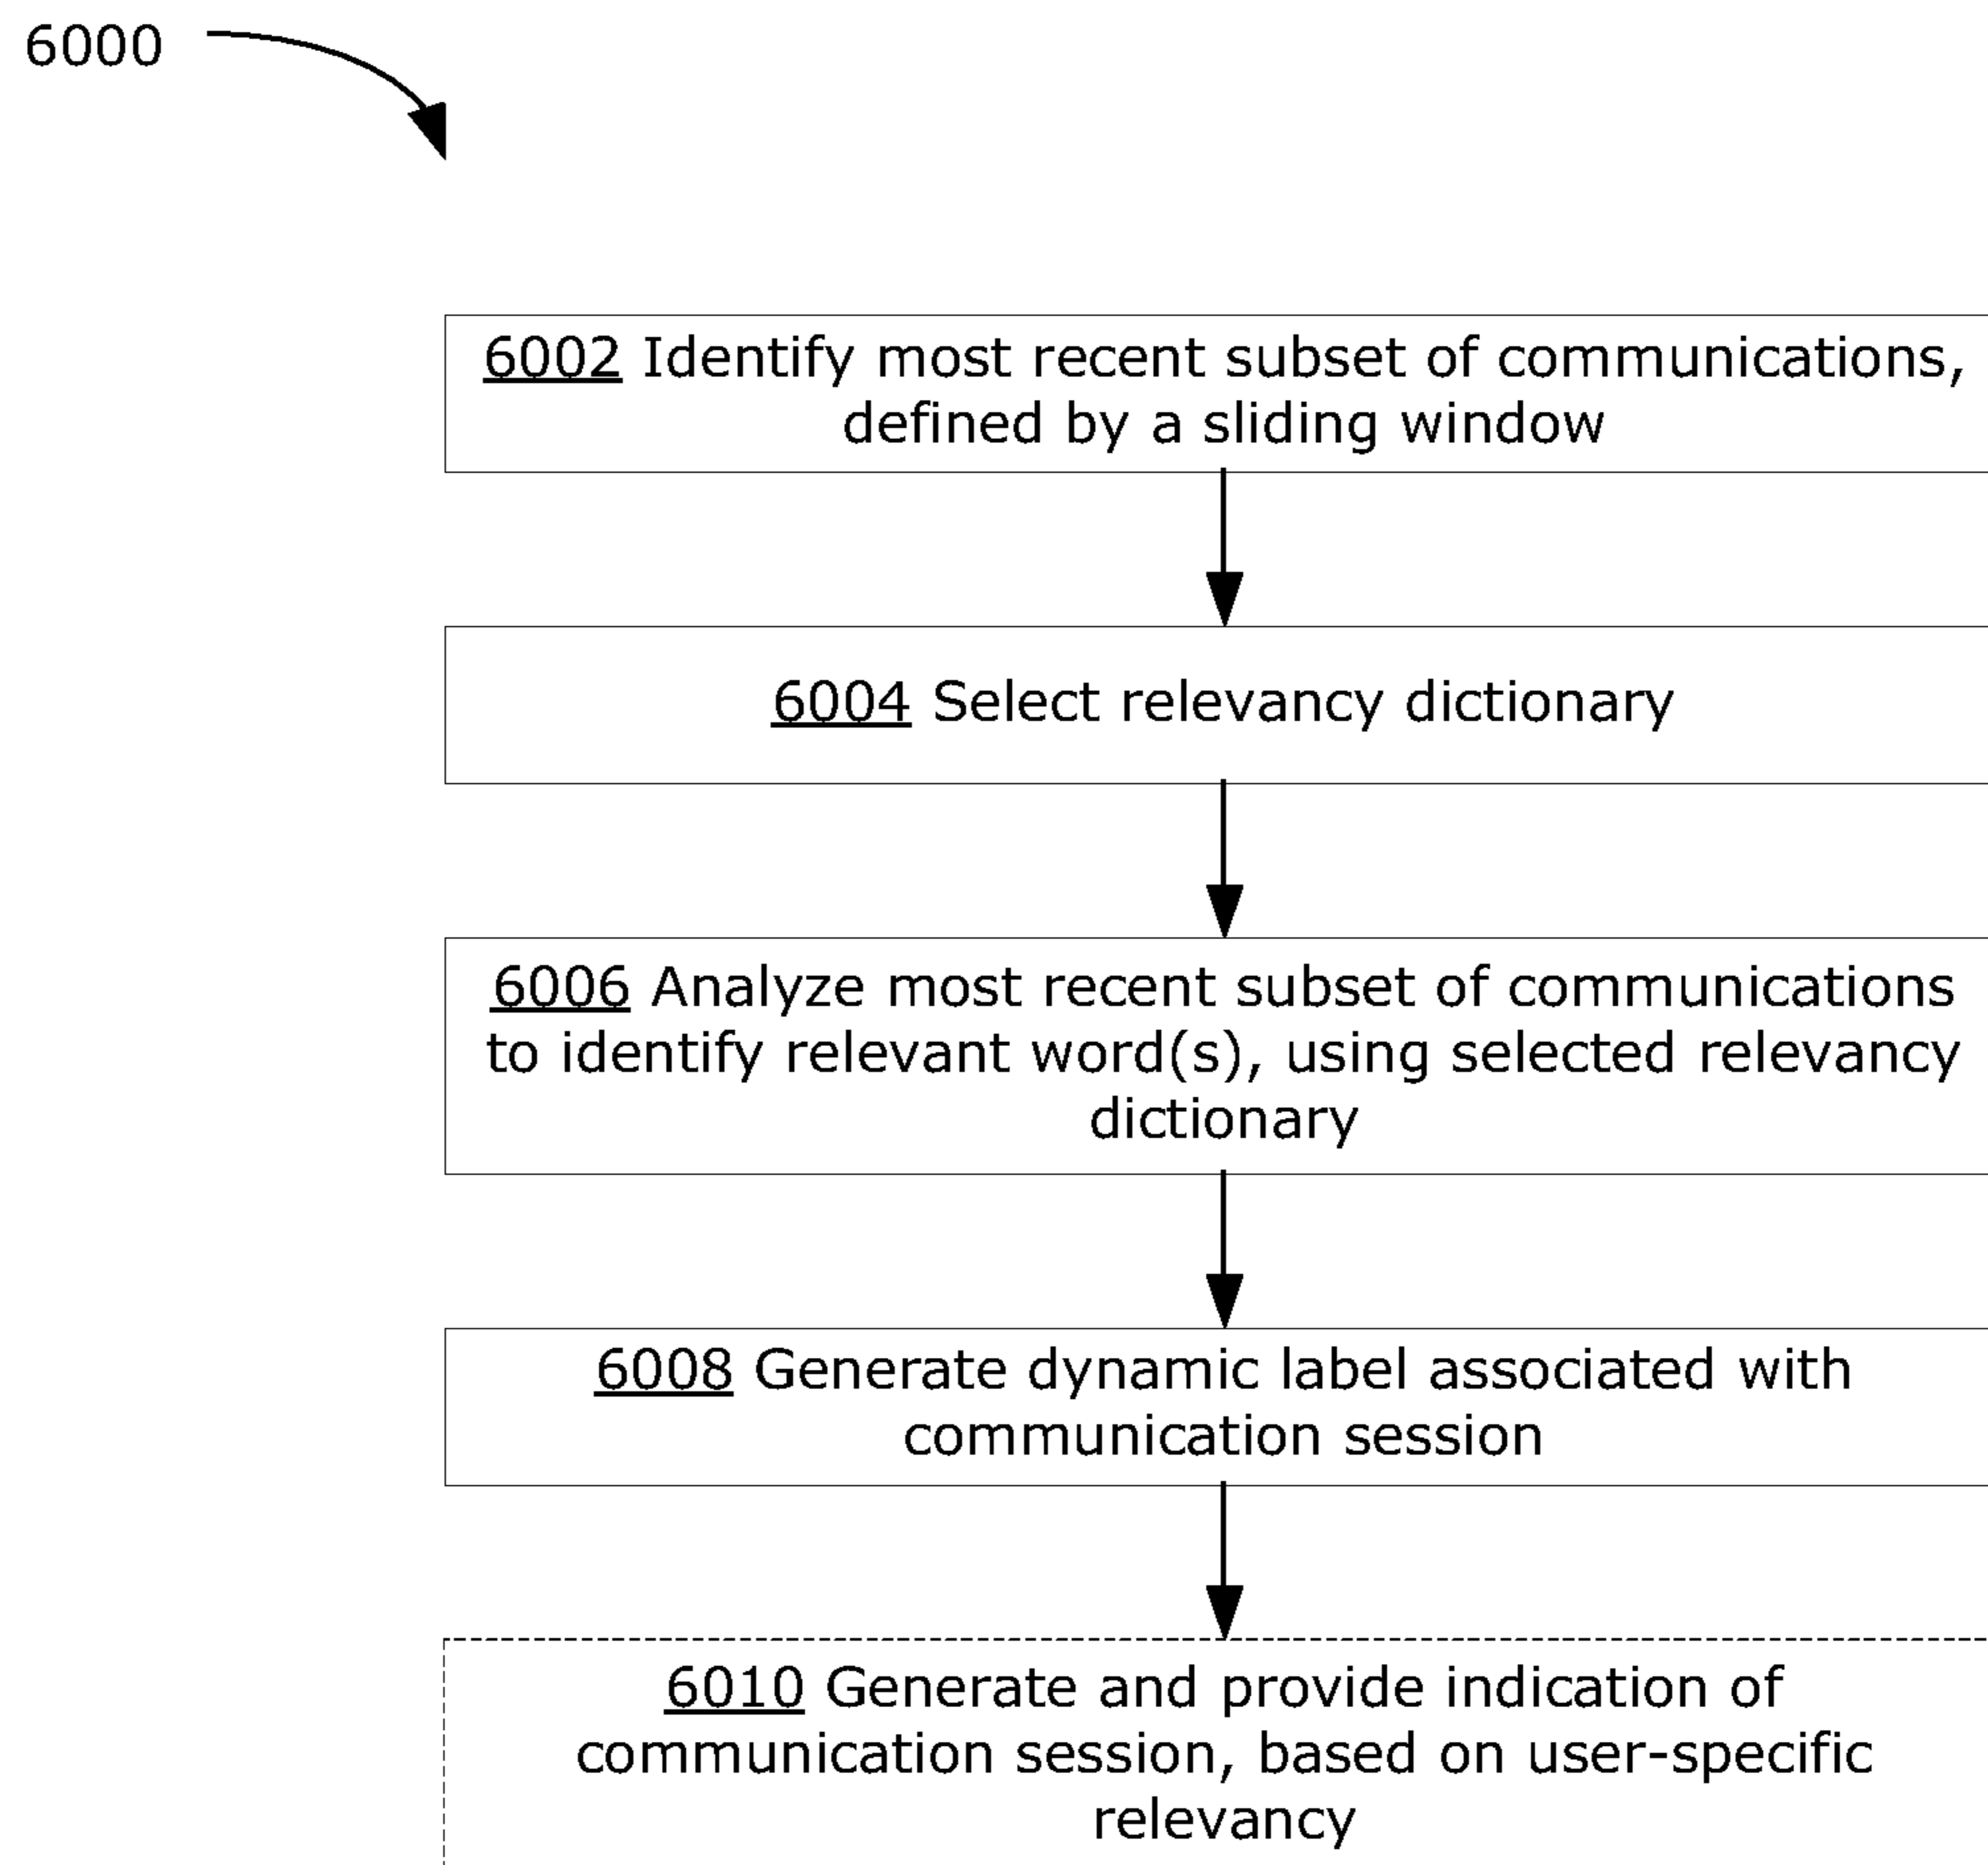 6000
6002 Identify most recent subset of communications,
defined by a sliding window
6004 Select relevancy dictionary
6006 Analyze most recent subset of communications
to identify relevant word(s), using selected relevancy
dictionary
6008 Generate dynamic label associated with
communication session
6010 Generate and provide indication of
communication session, based on user-specific
relevancy